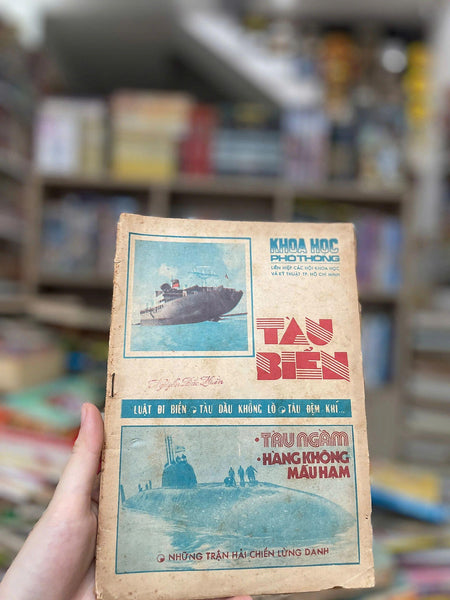 KHOA HỌC
PHỔ THÔNG
LIÊN HIỆP CÁC HỘI KHOA HỌC
VÀ KỸ THUẬT TP. HỒ CHÍ MINH
TÀU
BIỂN
LUẬT ĐI BIỂN TÀU DẦU KHỔNG LỒ TÀU ĐỆM KHÍ...
• TÀU NGẦM
• HÀNG KHÔNG
MẪU HẠM
NHỮNG TRẬN HẢI CHIẾN LỪNG DANH